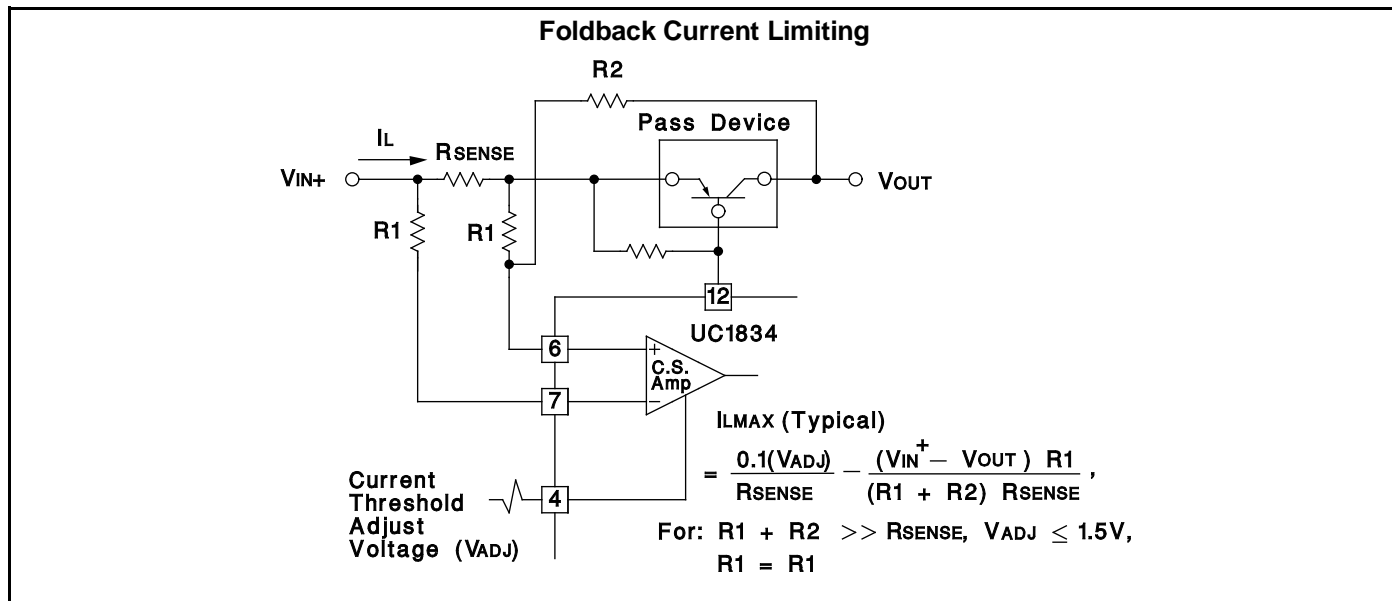 Foldback Current Limiting
R2
Pass Device
IL
RSENSE
VIN+
VOUT
R1
R1
12
UC1834
6
+
C.S.
Amp
7
−
ILMAX (Typical)
= 0.1(VADJ) / RSENSE − (VIN+ − VOUT) R1 / (R1 + R2) RSENSE ,
Current
Threshold
Adjust
Voltage (VADJ)
4
For: R1 + R2 >> RSENSE, VADJ ≤ 1.5V,
R1 = R1